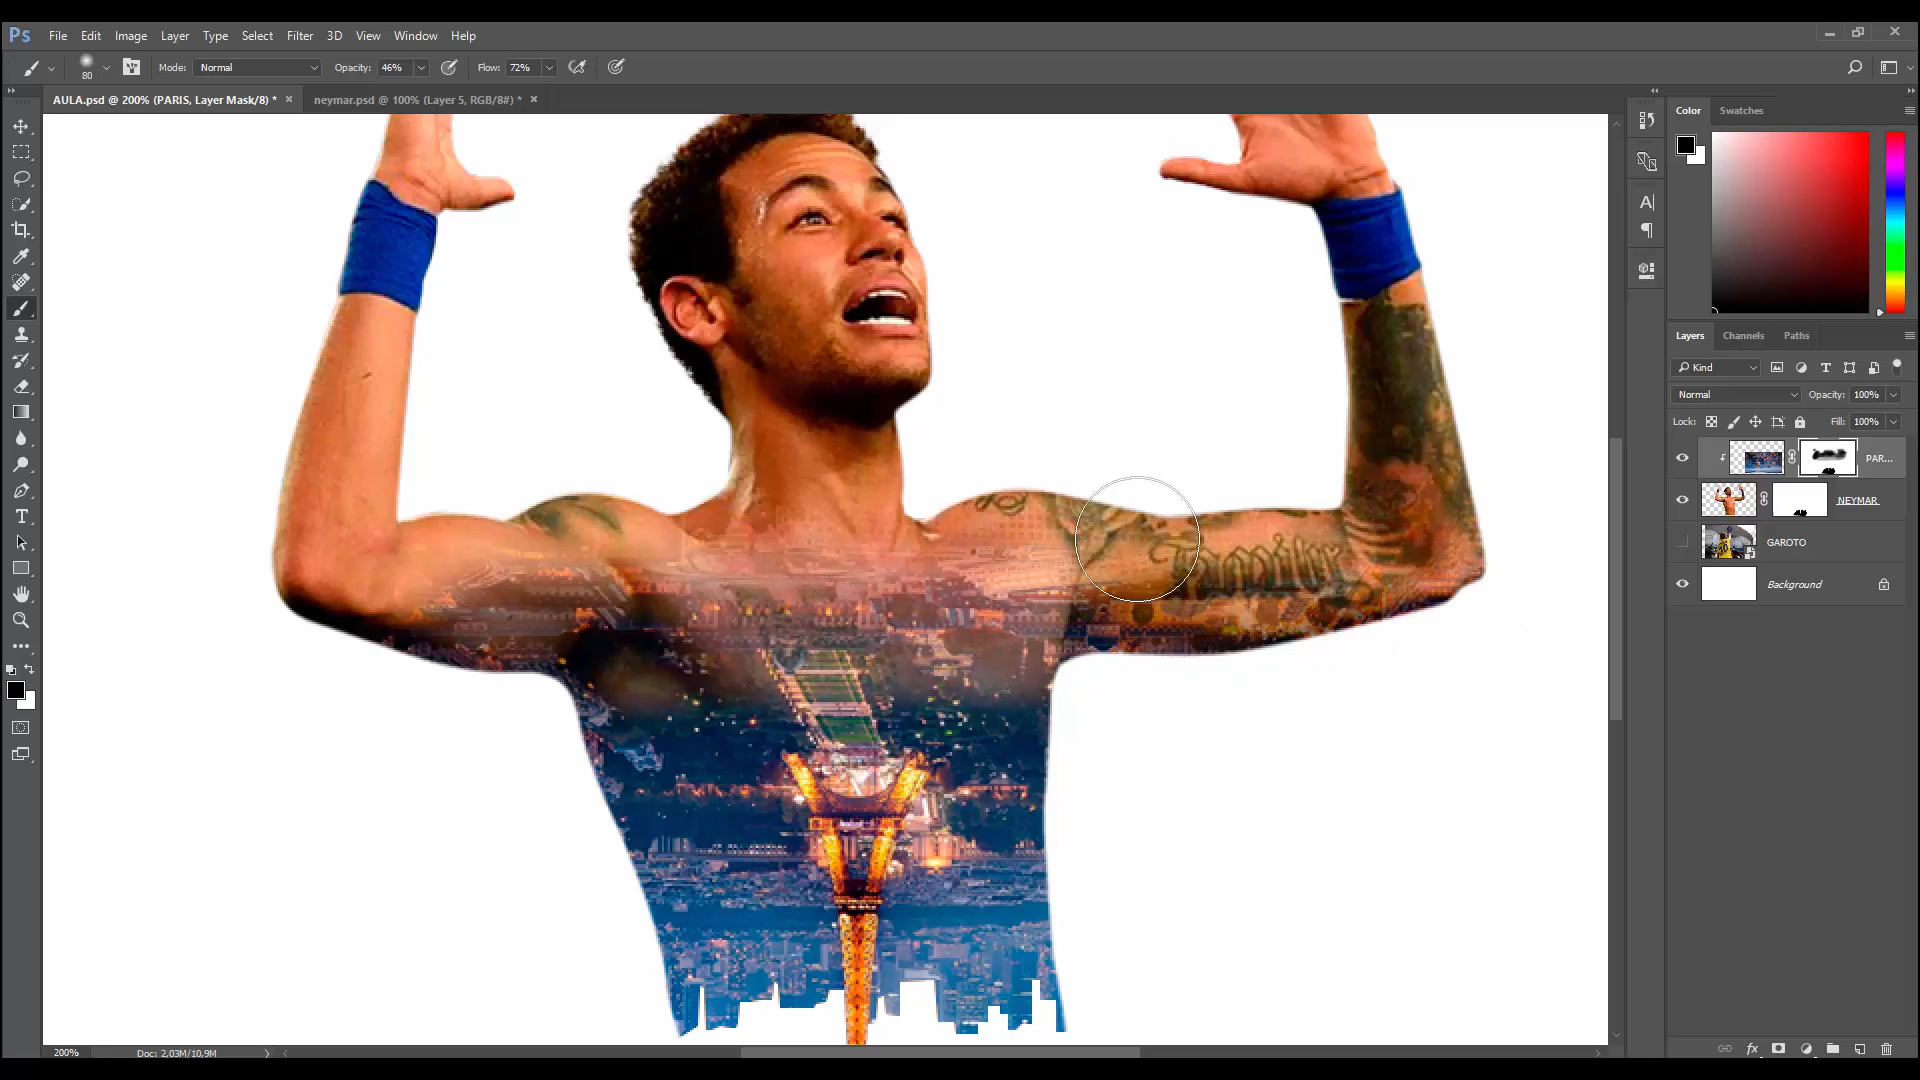 Ps File Edit Image Layer Type Select Filter 3D View Window Help
80 Mode: Normal Opacity: 46% Flow: 72%
AULA.psd @ 200% (PARIS, Layer Mask/8) * × neymar.psd @ 100% (Layer 5, RGB/8#) * ×
Color Swatches
Layers Channels Paths
Kind
Normal Opacity: 100%
Lock: Fill: 100%
PAR...
NEYMAR
GAROTO
Background
200% Doc: 2,03M/10,9M